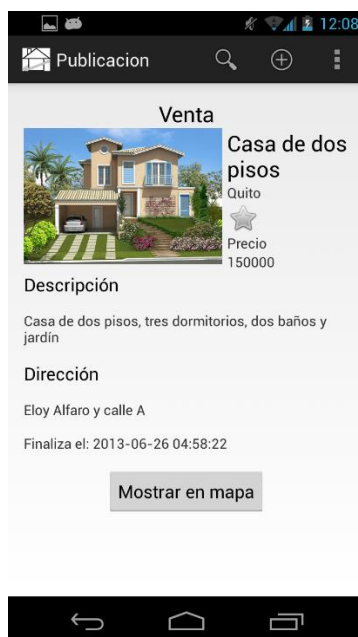 12:08
Publicacion
Venta
Casa de dos
pisos
Quito
Precio
150000
Descripción
Casa de dos pisos, tres dormitorios, dos baños y
jardín
Dirección
Eloy Alfaro y calle A
Finaliza el: 2013-06-26 04:58:22
Mostrar en mapa